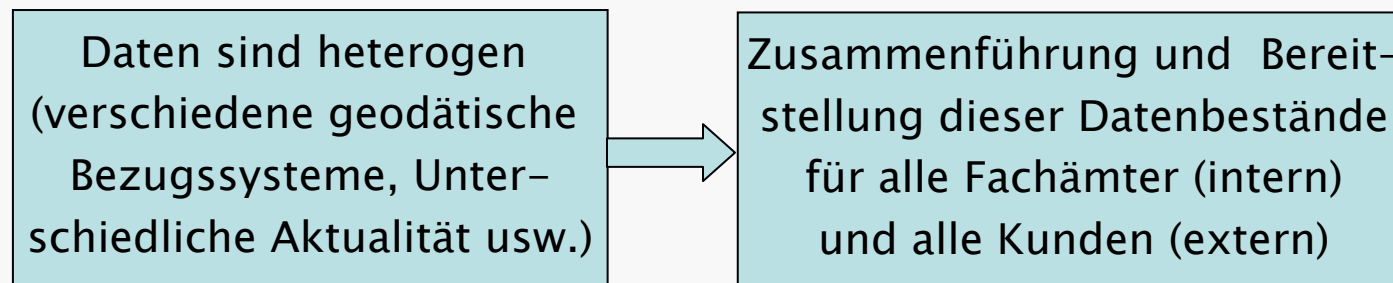 Daten sind heterogen
(verschiedene geodätische
Bezugssysteme, Unter-
schiedliche Aktualität usw.)
Zusammenführung und Bereit-
stellung dieser Datenbestände
für alle Fachämter (intern)
und alle Kunden (extern)